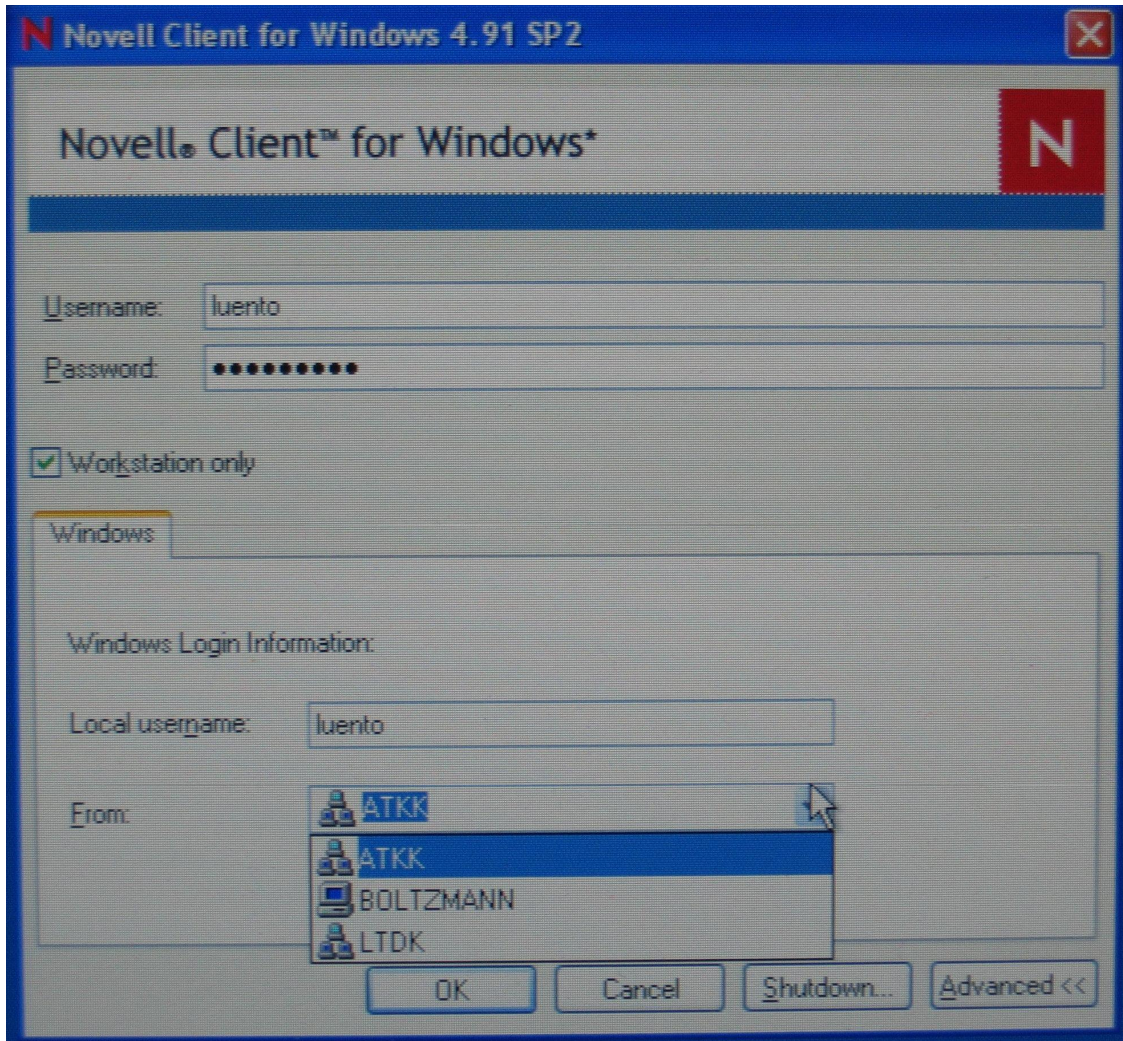 N Novell Client for Windows 4.91 SP2
Novell® Client™ for Windows*
N
Username: luento
Password: •••••••••
Workstation only
Windows
Windows Login Information:
Local username: luento
From: ATKK
ATKK
BOLTZMANN
LTDK
OK Cancel Shutdown... Advanced <<